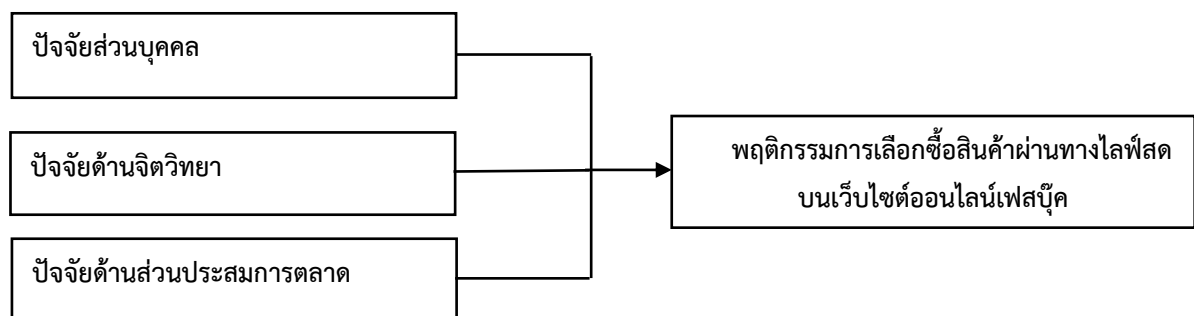 ปัจจัยส่วนบุคคล
ปัจจัยด้านจิตวิทยา
ปัจจัยด้านส่วนประสมการตลาด
พฤติกรรมการเลือกซื้อสินค้าผ่านทางไลฟ์สด
บนเว็บไซต์ออนไลน์เฟสบุ๊ค